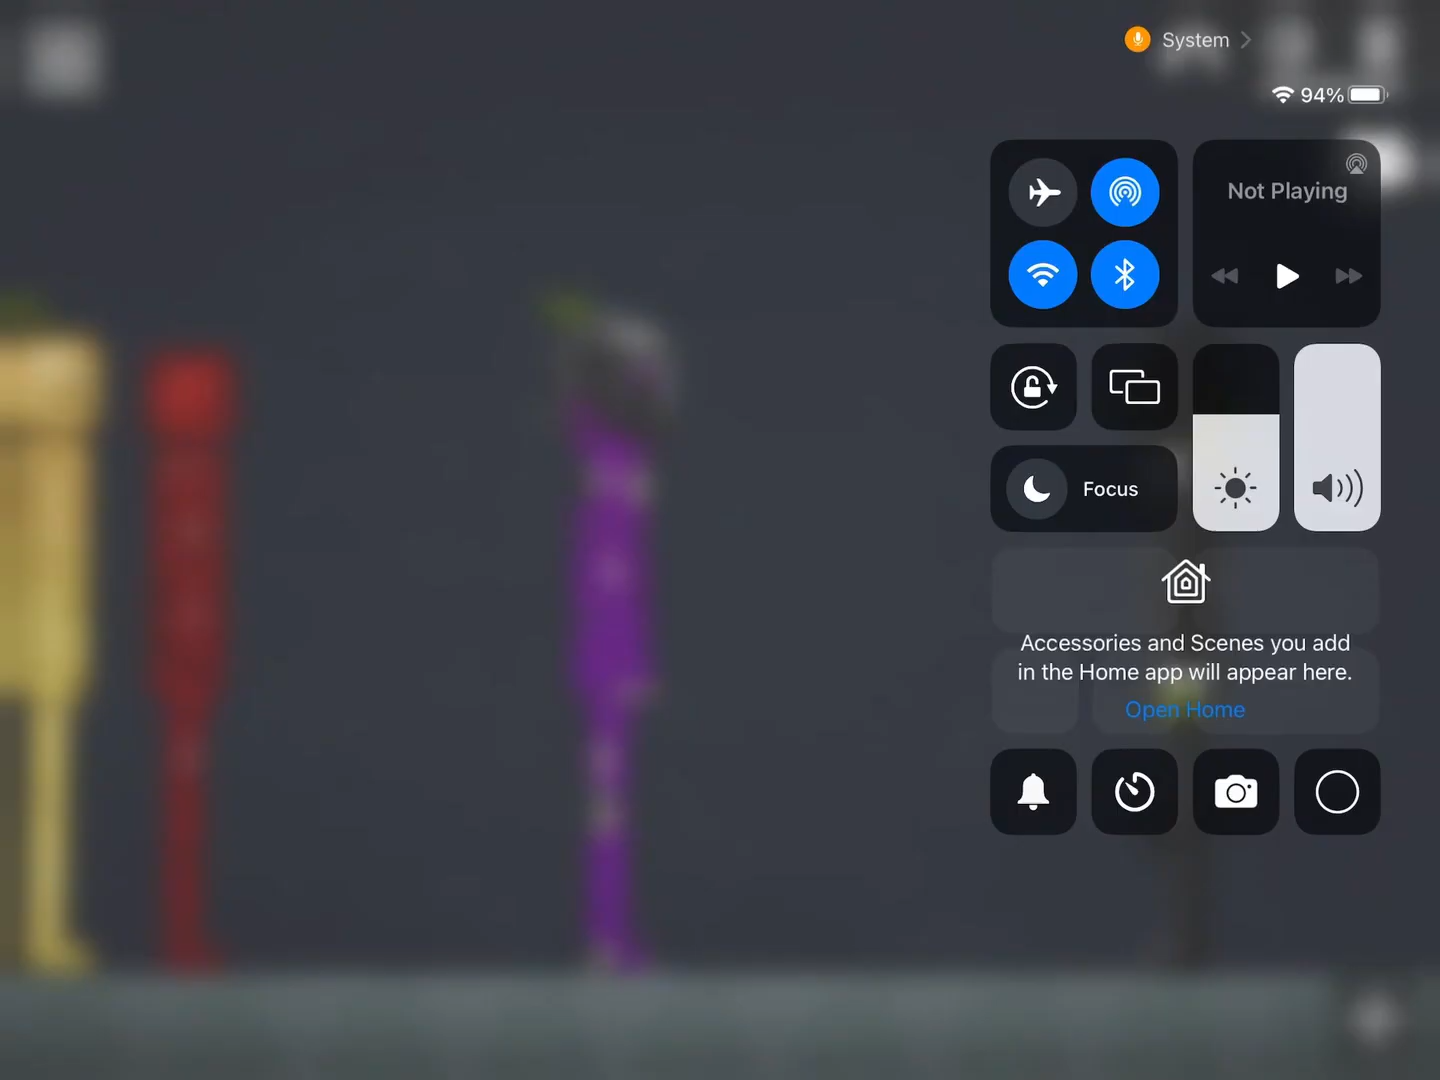 System
94%
Not Playing
Focus
Accessories and Scenes you add
in the Home app will appear here.
Open Home